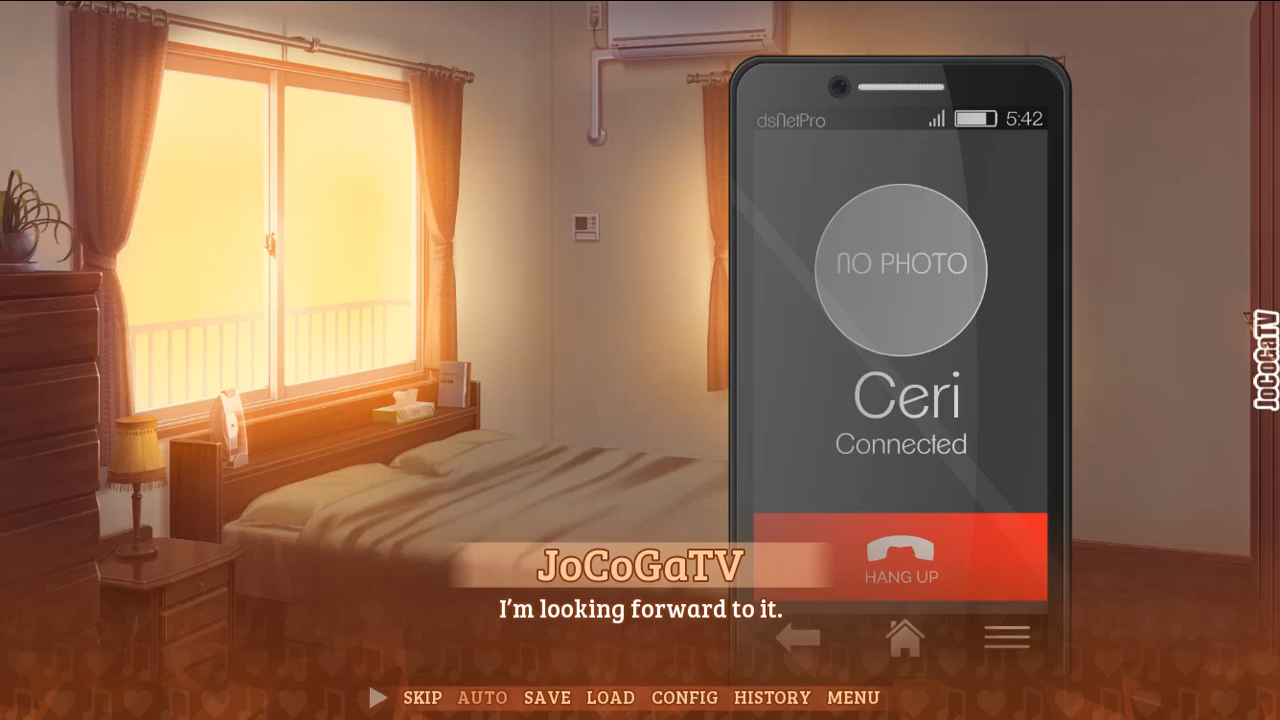 dsNetPro 5:42
NO PHOTO
Ceri
Connected
HANG UP
JoCoGaTV
JoCoGaTV
I'm looking forward to it.
SKIP AUTO SAVE LOAD CONFIG HISTORY MENU